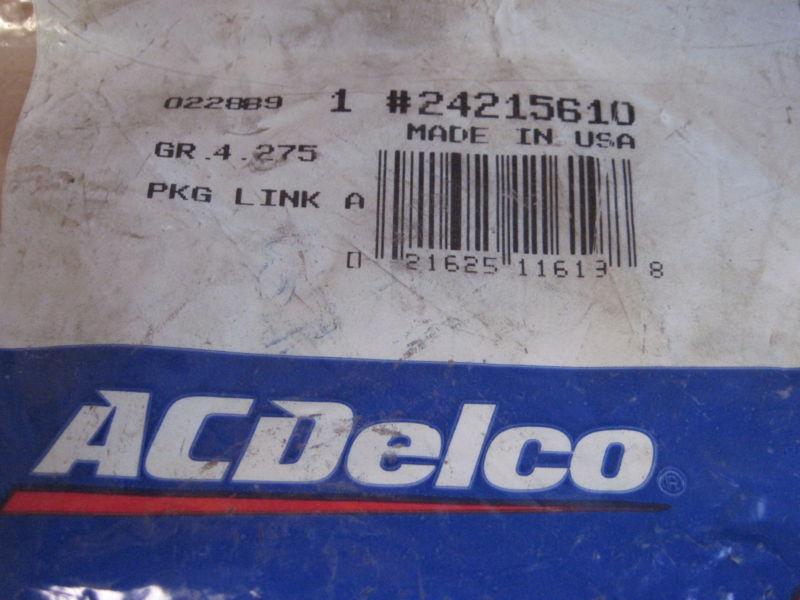 022889 1 #24215610
MADE IN USA
GR.4.275
PKG LINK A
0 21625 11613 8
ACDelco®